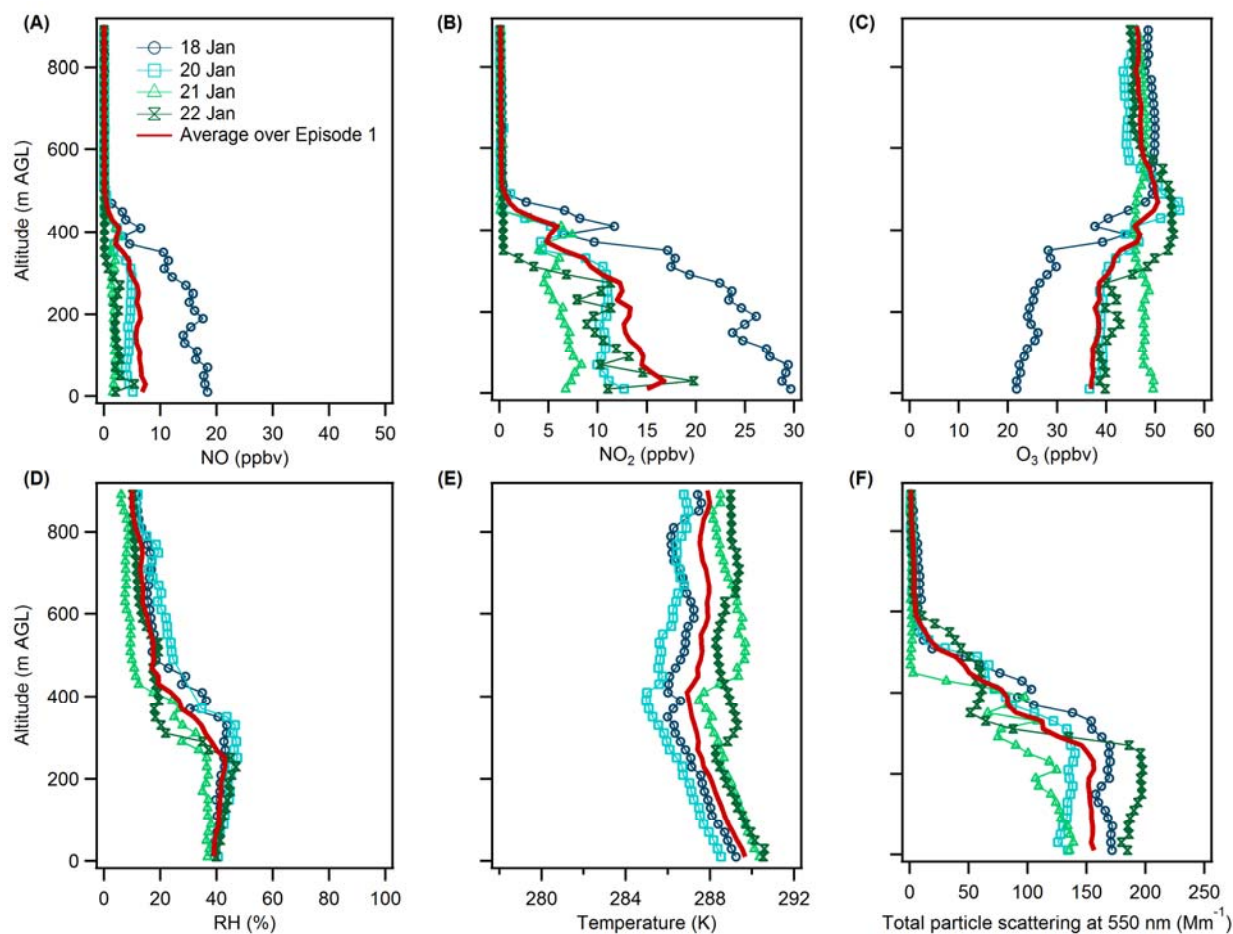 (A)
18 Jan
20 Jan
21 Jan
22 Jan
Average over Episode 1
Altitude (m AGL)
800
600
400
200
0
0 10 20 30 40 50
NO (ppbv)
(B)
0 5 10 15 20 25 30
NO₂ (ppbv)
(C)
0 10 20 30 40 50 60
O₃ (ppbv)
(D)
Altitude (m AGL)
800
600
400
200
0
0 20 40 60 80 100
RH (%)
(E)
280 284 288 292
Temperature (K)
(F)
0 50 100 150 200 250
Total particle scattering at 550 nm (Mm⁻¹)